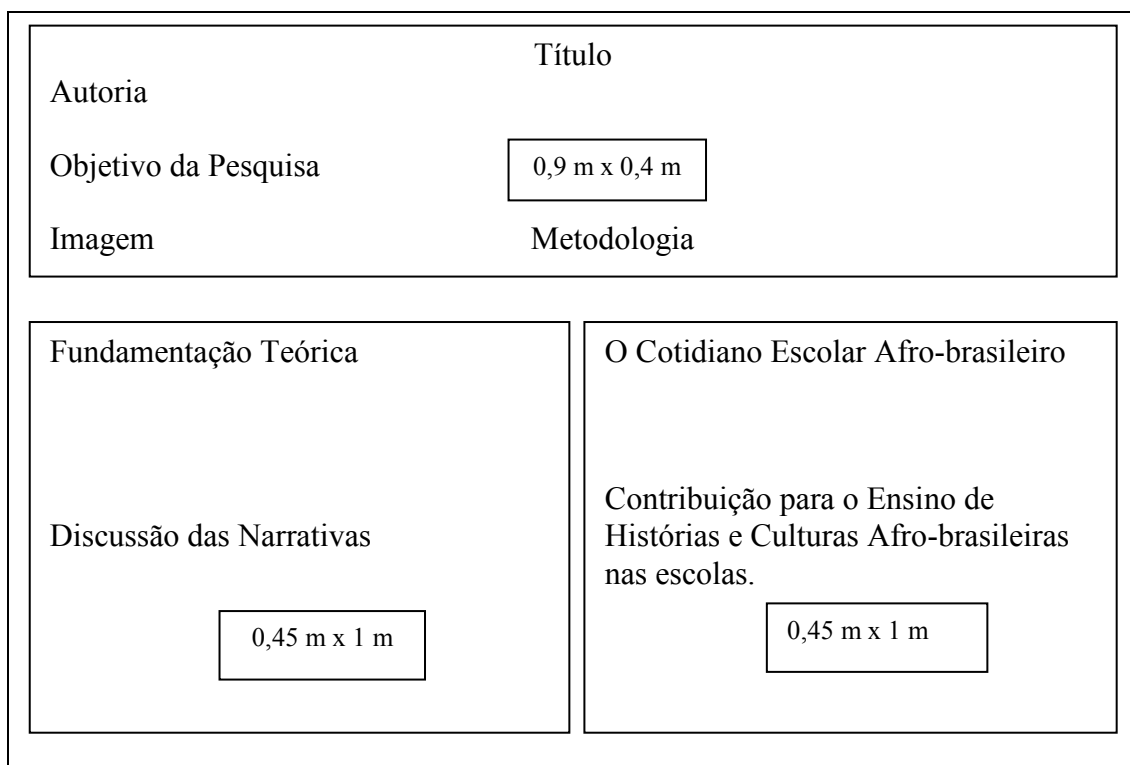 Título
Autoria
Objetivo da Pesquisa
0,9 m x 0,4 m
Imagem
Metodologia
Fundamentação Teórica
Discussão das Narrativas
0,45 m x 1 m
O Cotidiano Escolar Afro-brasileiro
Contribuição para o Ensino de
Histórias e Culturas Afro-brasileiras
nas escolas.
0,45 m x 1 m